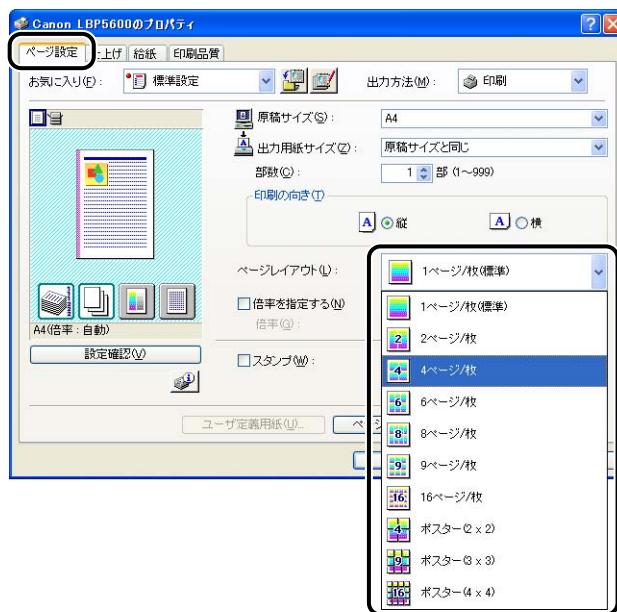 Canon LBP5600のプロパティ
ページ設定 上げ 給紙 印刷品質
お気に入り(F): 標準設定 出力方法(M): 印刷
原稿サイズ(S): A4
出力用紙サイズ(Z): 原稿サイズと同じ
部数(C): 1 部 (1～999)
印刷の向き(T)
A 縦 A 横
ページレイアウト(L): 1ページ/枚(標準)
倍率を指定する(N)
倍率(G):
A4(倍率:自動)
設定確認(V)
スタンプ(W):
ユーザ定義用紙(U)...
1ページ/枚(標準)
2 2ページ/枚
4 4ページ/枚
6 6ページ/枚
8 8ページ/枚
9 9ページ/枚
16 16ページ/枚
4 ポスター(2 x 2)
9 ポスター(3 x 3)
16 ポスター(4 x 4)